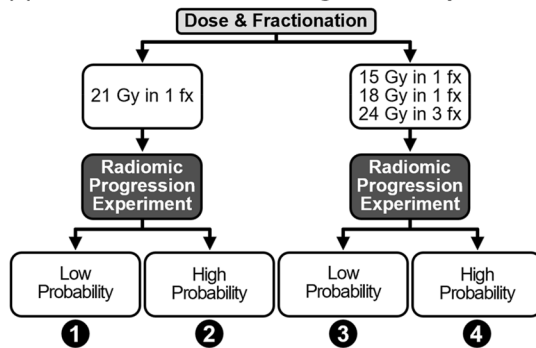 Dose & Fractionation
21 Gy in 1 fx
15 Gy in 1 fx
18 Gy in 1 fx
24 Gy in 3 fx
Radiomic
Progression
Experiment
Radiomic
Progression
Experiment
Low
Probability
High
Probability
Low
Probability
High
Probability
1
2
3
4